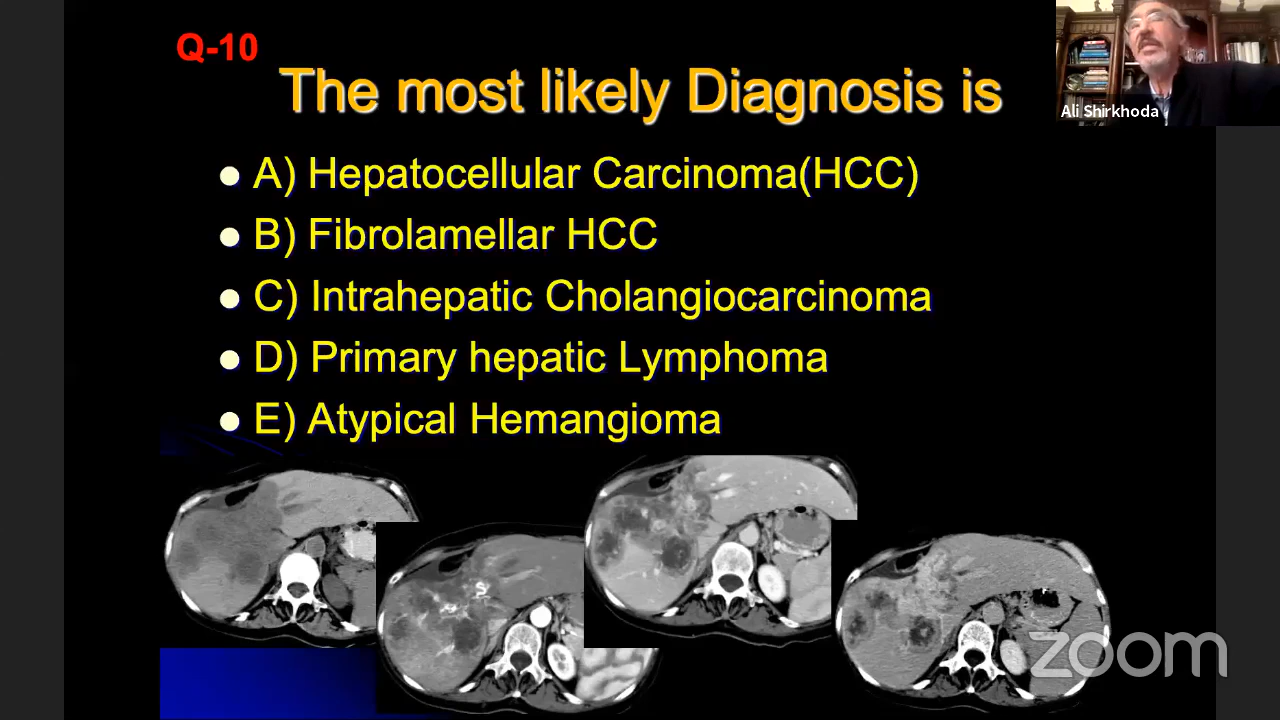 Q-10
The most likely Diagnosis is
Ali Shirkhoda
A) Hepatocellular Carcinoma(HCC)
B) Fibrolamellar HCC
C) Intrahepatic Cholangiocarcinoma
D) Primary hepatic Lymphoma
E) Atypical Hemangioma
zoom